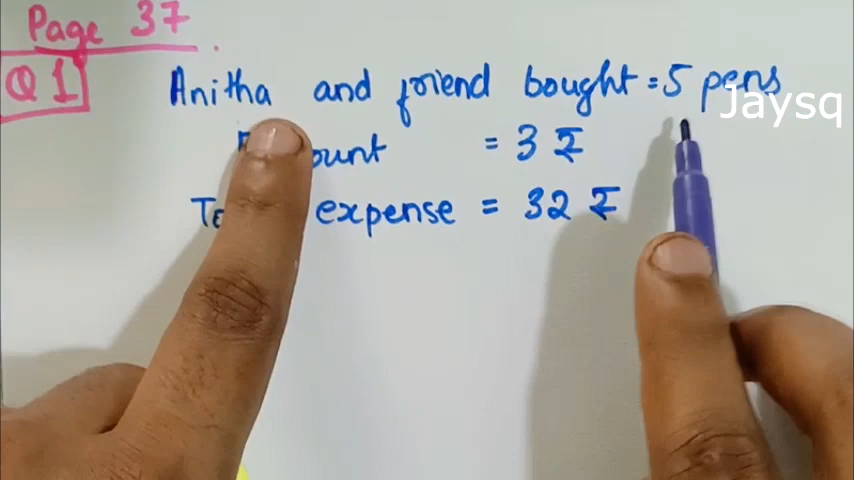 Page 37
Q1
Anitha and friend bought = 5 pens
Jaysq
= 3 ₹
expense = 32 ₹